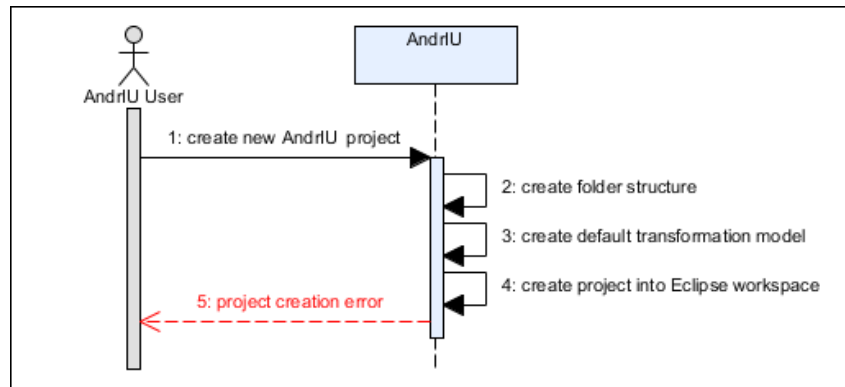 AndrIU
AndrIU User
1: create new AndrIU project
2: create folder structure
3: create default transformation model
4: create project into Eclipse workspace
5: project creation error